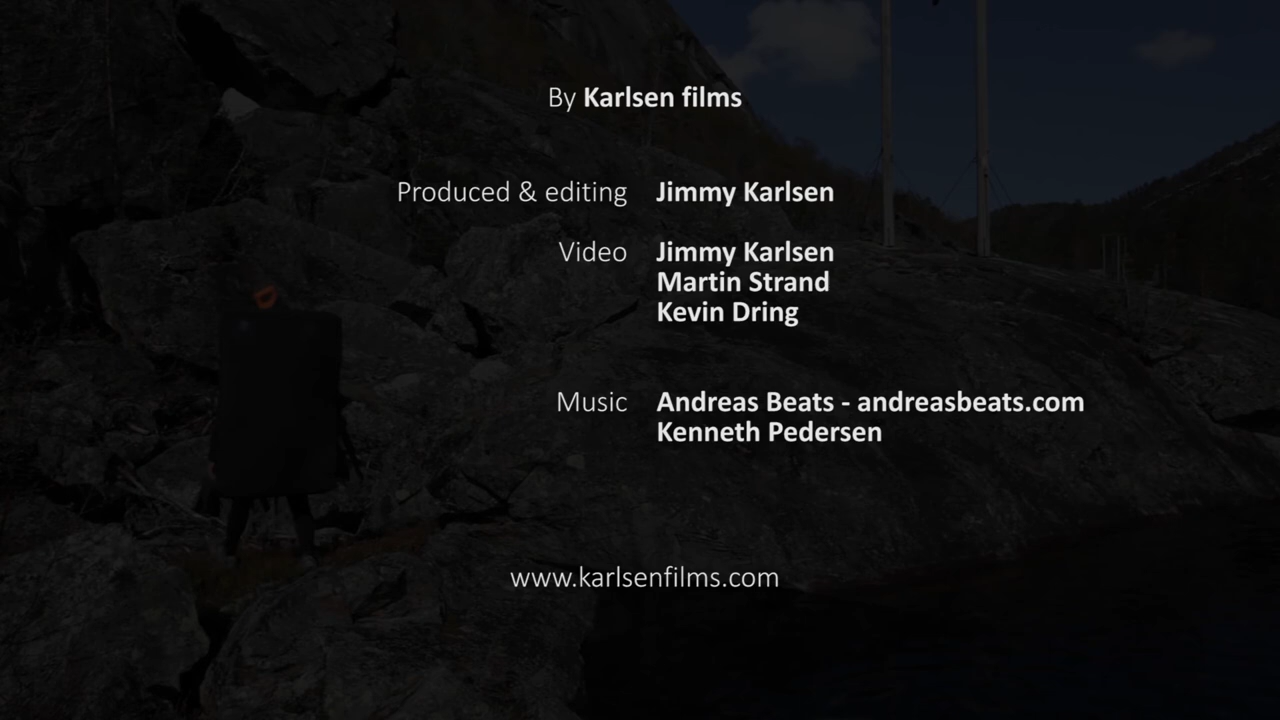 By Karlsen films
Produced & editing Jimmy Karlsen
Video Jimmy Karlsen
Martin Strand
Kevin Dring
Music Andreas Beats - andreasbeats.com
Kenneth Pedersen
www.karlsenfilms.com